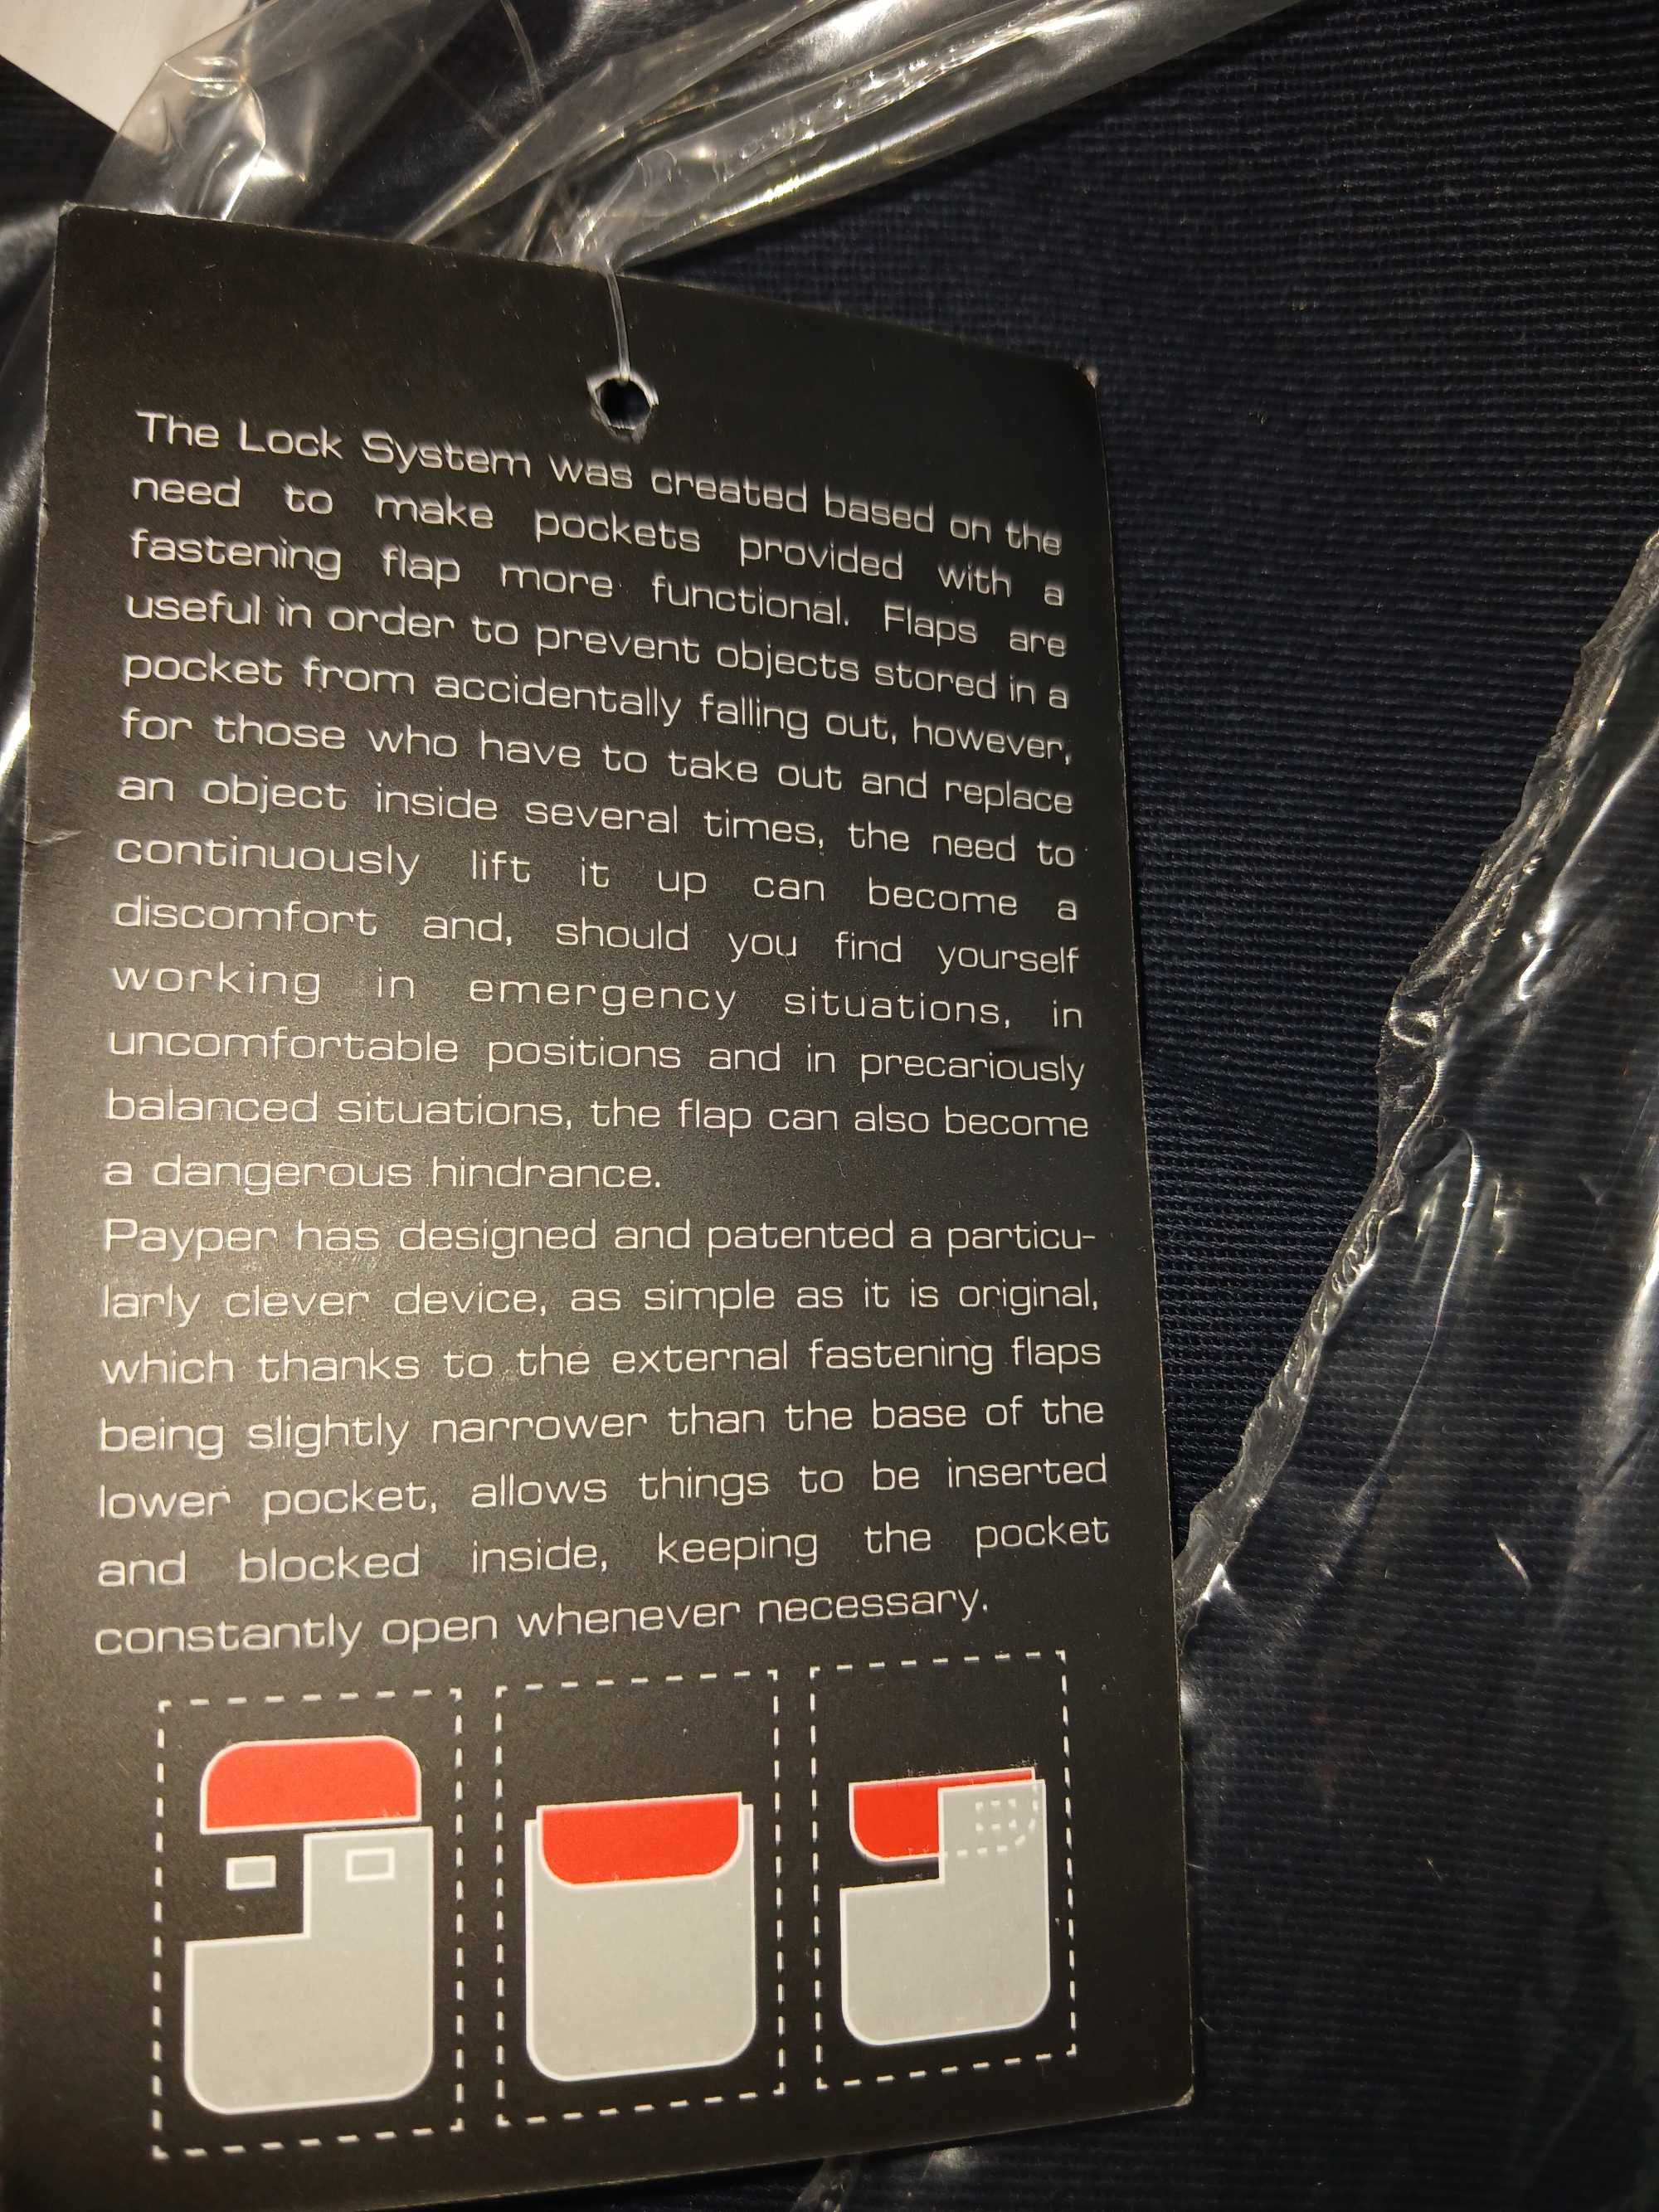 The Lock System was created based on the
need to make pockets provided with a
fastening flap more functional. Flaps are
useful in order to prevent objects stored in a
pocket from accidentally falling out, however,
for those who have to take out and replace
an object inside several times, the need to
continuously lift it up can become a
discomfort and, should you find yourself
working in emergency situations, in
uncomfortable positions and in precariously
balanced situations, the flap can also become
a dangerous hindrance.
Payper has designed and patented a particu-
larly clever device, as simple as it is original,
which thanks to the external fastening flaps
being slightly narrower than the base of the
lower pocket, allows things to be inserted
and blocked inside, keeping the pocket
constantly open whenever necessary.